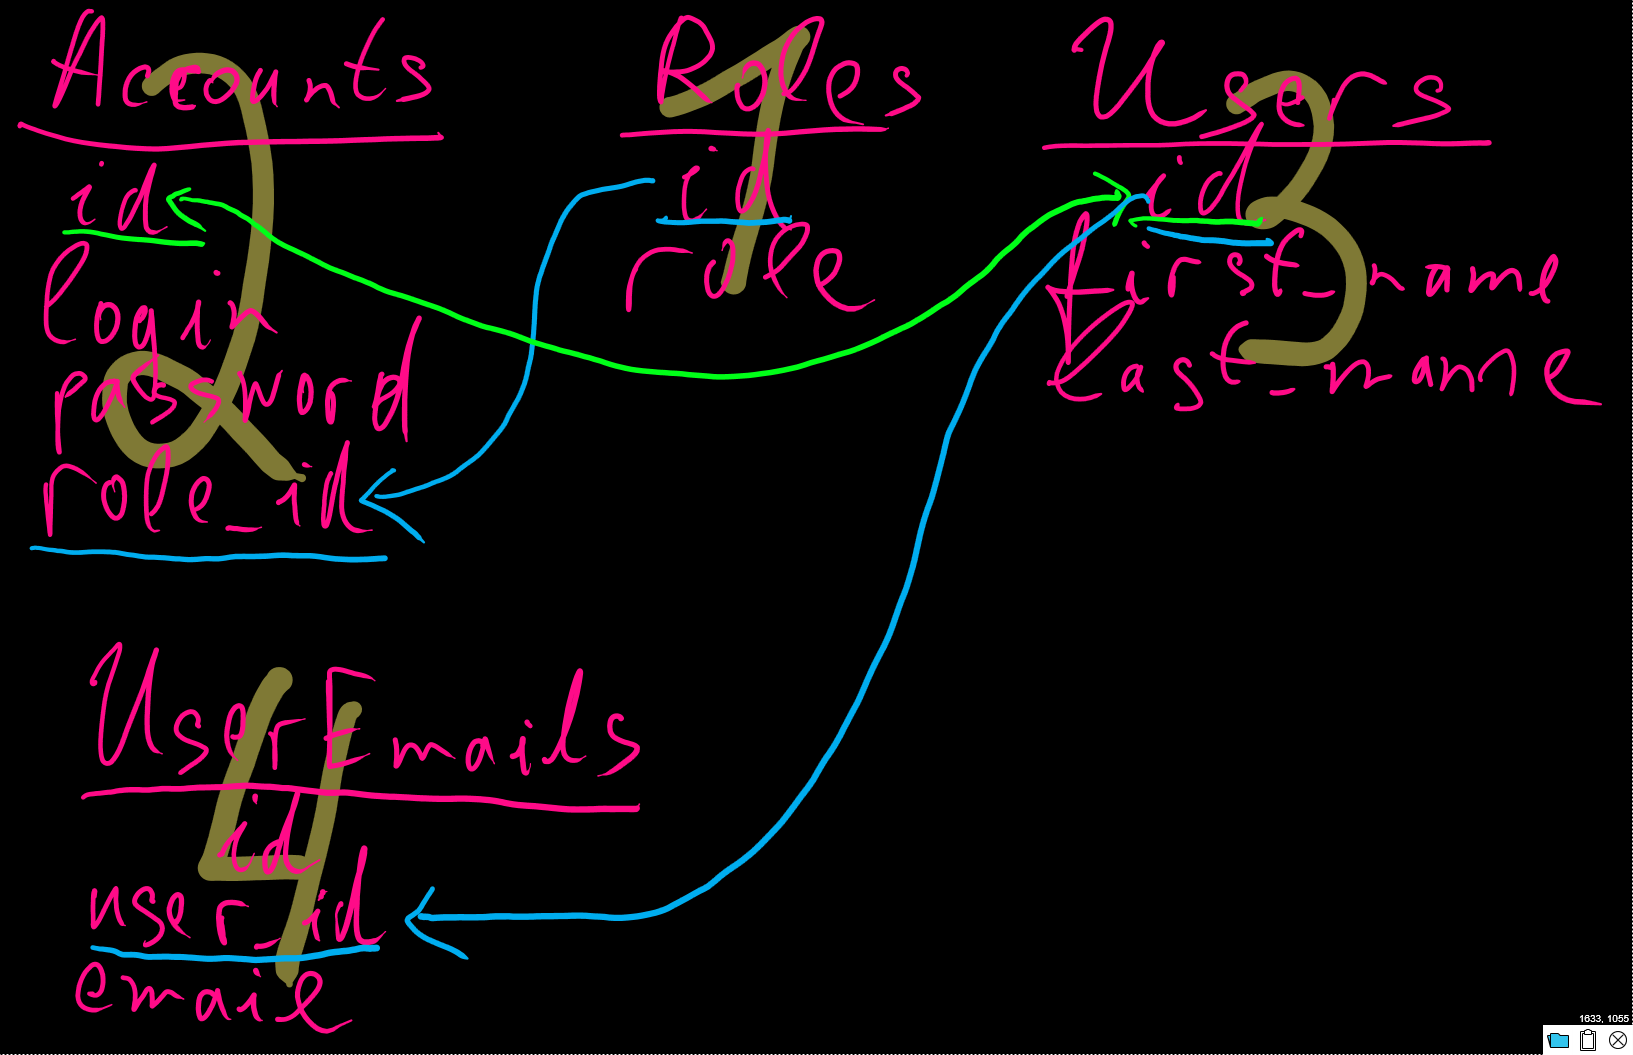 Accounts
id
login
password
role_id
2
Roles
id
role
1
Users
id
first_name
last_name
3
UserEmails
id
user_id
email
4
1633, 1055